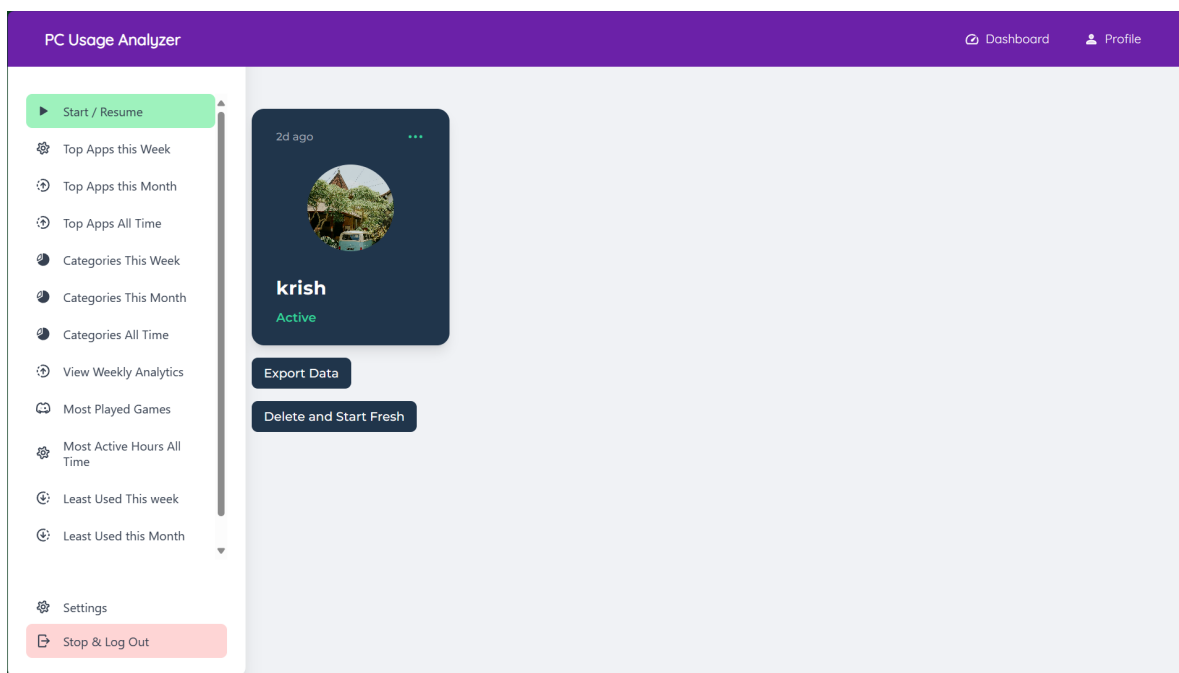 PC Usage Analyzer
Dashboard
Profile
Start / Resume
Top Apps this Week
Top Apps this Month
Top Apps All Time
Categories This Week
Categories This Month
Categories All Time
View Weekly Analytics
Most Played Games
Most Active Hours All
Time
Least Used This week
Least Used this Month
Settings
Stop & Log Out
2d ago
krish
Active
Export Data
Delete and Start Fresh